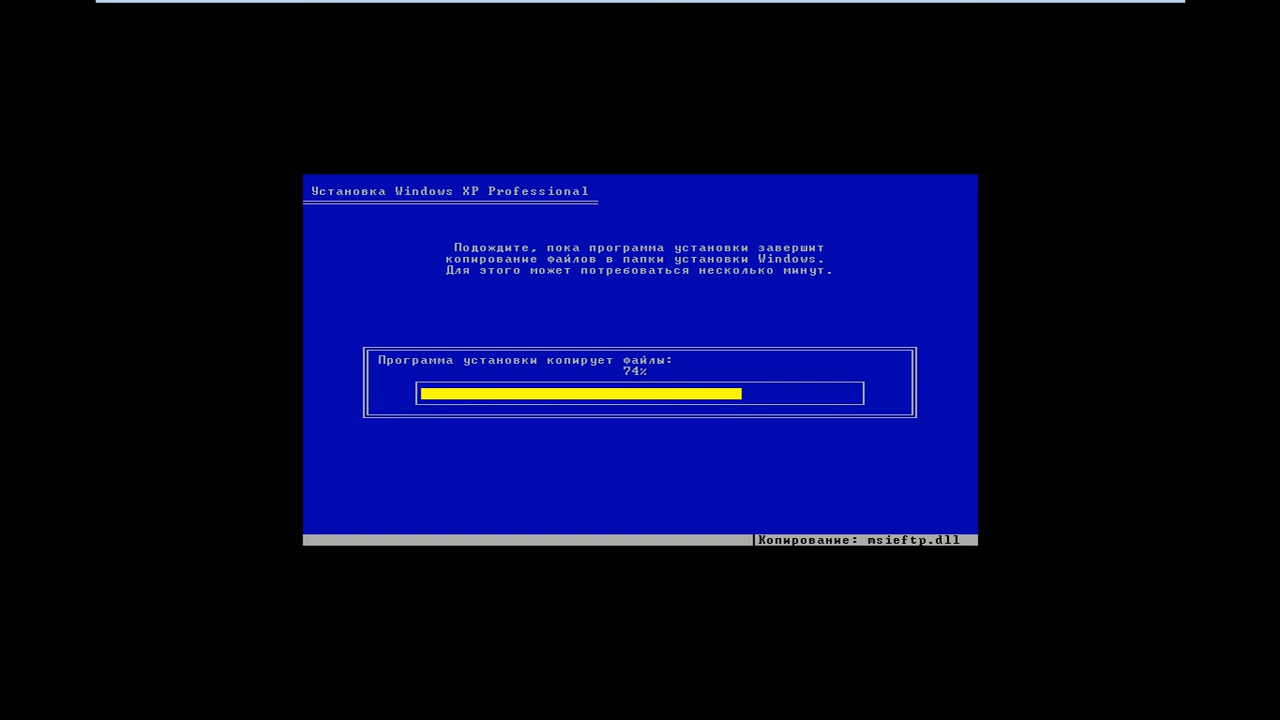 Установка Windows XP Professional
Подождите, пока программа установки завершит
копирование файлов в папки установки Windows.
Для этого может потребоваться несколько минут.
Программа установки копирует файлы:
74%
Копирование: msieftp.dll